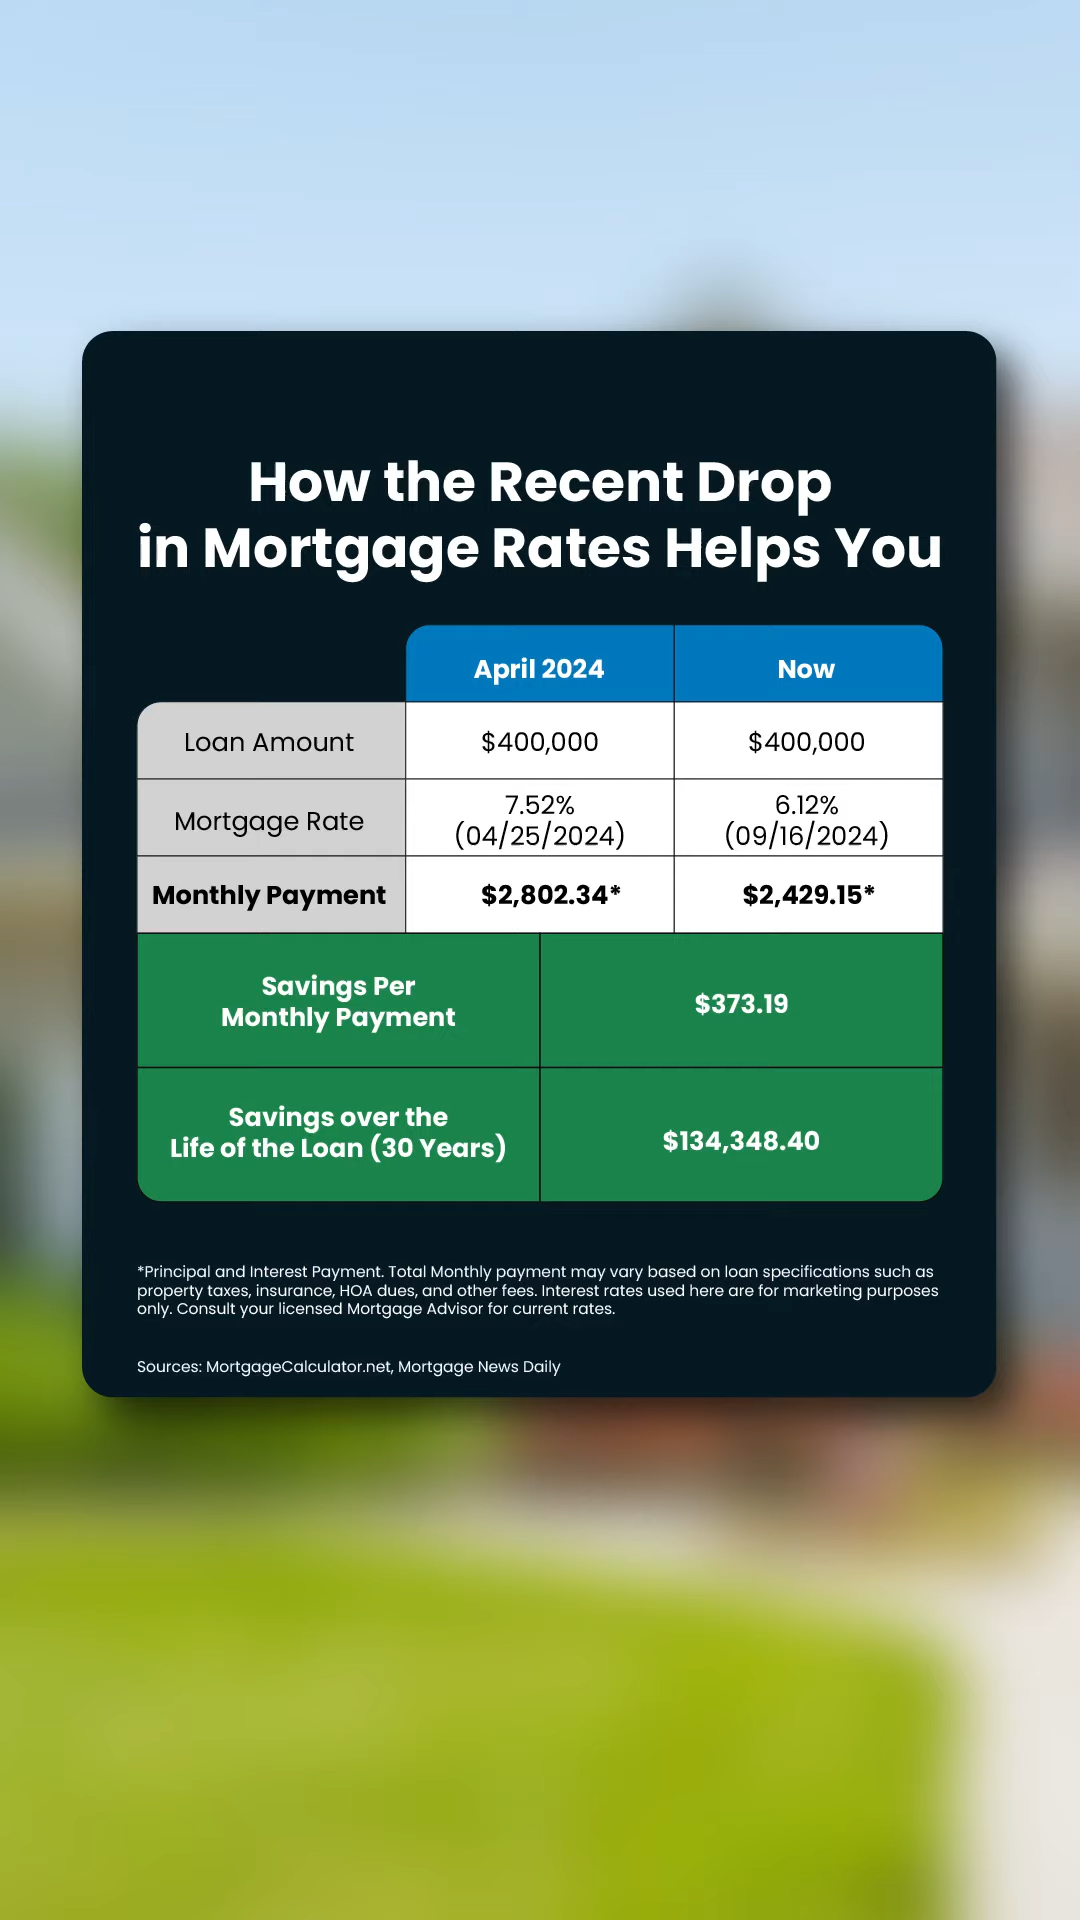 How the Recent Drop
in Mortgage Rates Helps You
April 2024 Now
Loan Amount $400,000 $400,000
Mortgage Rate 7.52% (04/25/2024) 6.12% (09/16/2024)
Monthly Payment $2,802.34* $2,429.15*
Savings Per
Monthly Payment
$373.19
Savings over the
Life of the Loan (30 Years)
$134,348.40
*Principal and Interest Payment. Total Monthly payment may vary based on loan specifications such as
property taxes, insurance, HOA dues, and other fees. Interest rates used here are for marketing purposes
only. Consult your licensed Mortgage Advisor for current rates.
Sources: MortgageCalculator.net, Mortgage News Daily